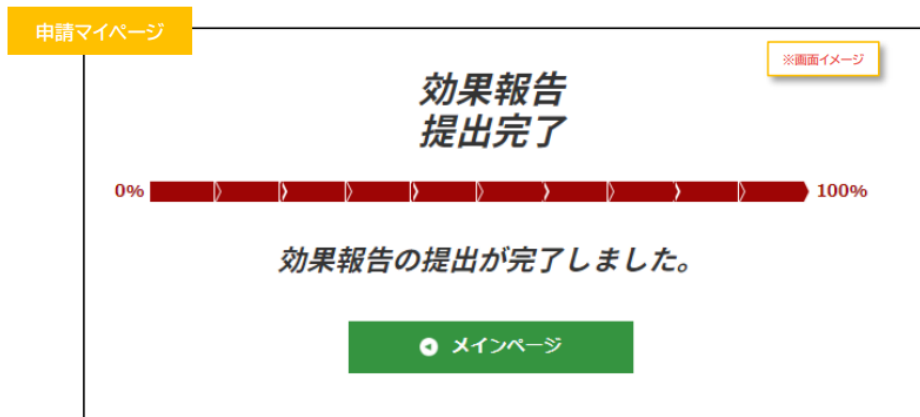 申請マイページ
※画面イメージ
効果報告
提出完了
0% 100%
効果報告の提出が完了しました。
メインページ